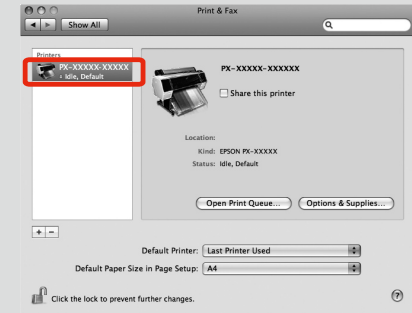 Print & Fax
Show All
Printers
PX-XXXXX-XXXXX
Idle, Default
PX-XXXXX-XXXXXX
Share this printer
Location:
Kind: EPSON PX-XXXXX
Status: Idle, Default
Open Print Queue...
Options & Supplies...
+ -
Default Printer: Last Printer Used
Default Paper Size in Page Setup: A4
Click the lock to prevent further changes.
?